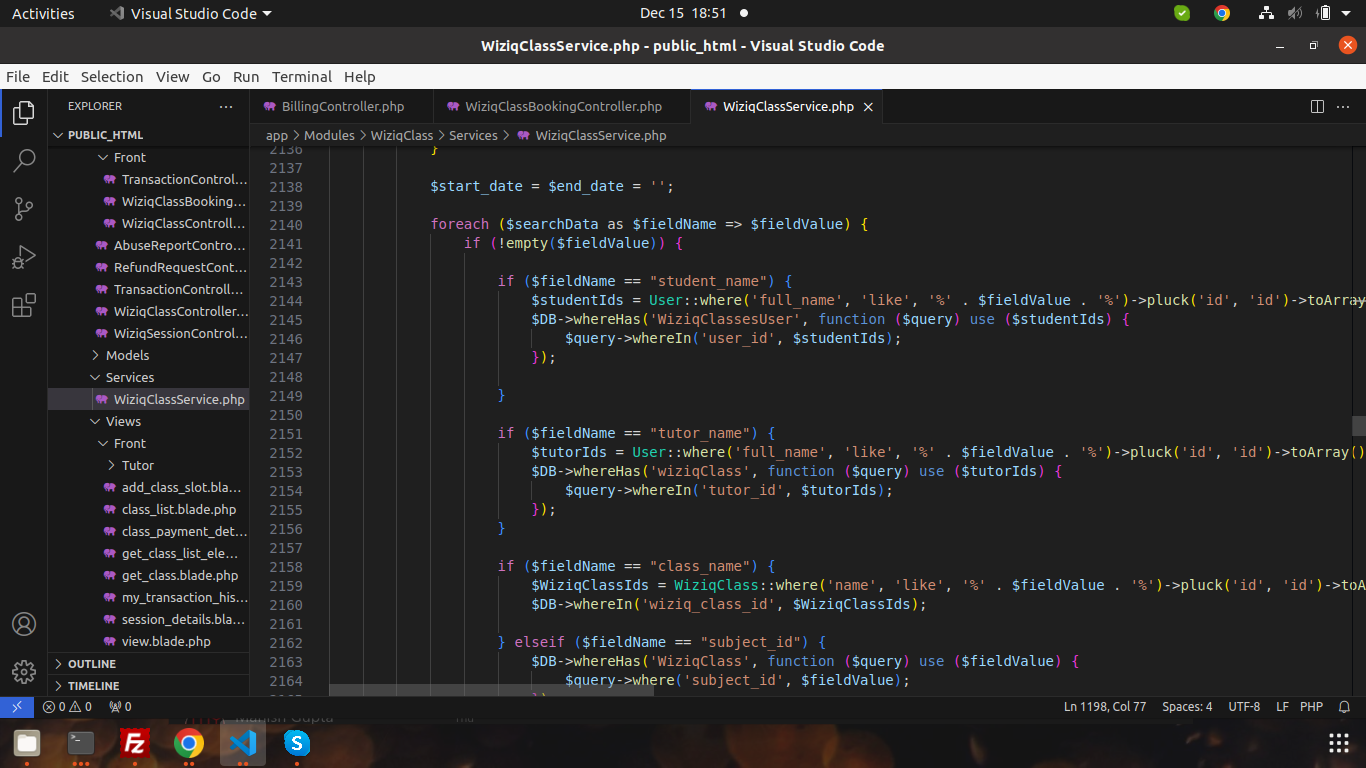 Activities
Visual Studio Code
Dec 15 18:51
WiziqClassService.php - public_html - Visual Studio Code
File Edit Selection View Go Run Terminal Help
EXPLORER
PUBLIC_HTML
Front
TransactionControl...
WiziqClassBooking...
WiziqClassControll...
AbuseReportContro...
RefundRequestCont...
TransactionControll...
WiziqClassController...
WiziqSessionControl...
Models
Services
WiziqClassService.php
Views
Front
Tutor
add_class_slot.bla...
class_list.blade.php
class_payment_det...
get_class_list_ele...
get_class.blade.php
my_transaction_his...
session_details.bla...
view.blade.php
OUTLINE
TIMELINE
BillingController.php
WiziqClassBookingController.php
WiziqClassService.php
app > Modules > WiziqClass > Services > WiziqClassService.php
2136 }
2137
2138 $start_date = $end_date = '';
2139
2140 foreach ($searchData as $fieldName => $fieldValue) {
2141 if (!empty($fieldValue)) {
2142
2143 if ($fieldName == "student_name") {
2144 $studentIds = User::where('full_name', 'like', '%' . $fieldValue . '%')->pluck('id', 'id')->toArray
2145 $DB->whereHas('WiziqClassesUser', function ($query) use ($studentIds) {
2146 $query->whereIn('user_id', $studentIds);
2147 });
2148
2149 }
2150
2151 if ($fieldName == "tutor_name") {
2152 $tutorIds = User::where('full_name', 'like', '%' . $fieldValue . '%')->pluck('id', 'id')->toArray()
2153 $DB->whereHas('wiziqClass', function ($query) use ($tutorIds) {
2154 $query->whereIn('tutor_id', $tutorIds);
2155 });
2156 }
2157
2158 if ($fieldName == "class_name") {
2159 $WiziqClassIds = WiziqClass::where('name', 'like', '%' . $fieldValue . '%')->pluck('id', 'id')->toA
2160 $DB->whereIn('wiziq_class_id', $WiziqClassIds);
2161
2162 } elseif ($fieldName == "subject_id") {
2163 $DB->whereHas('WiziqClass', function ($query) use ($fieldValue) {
2164 $query->where('subject_id', $fieldValue);
0 0 0
Ln 1198, Col 77 Spaces: 4 UTF-8 LF PHP